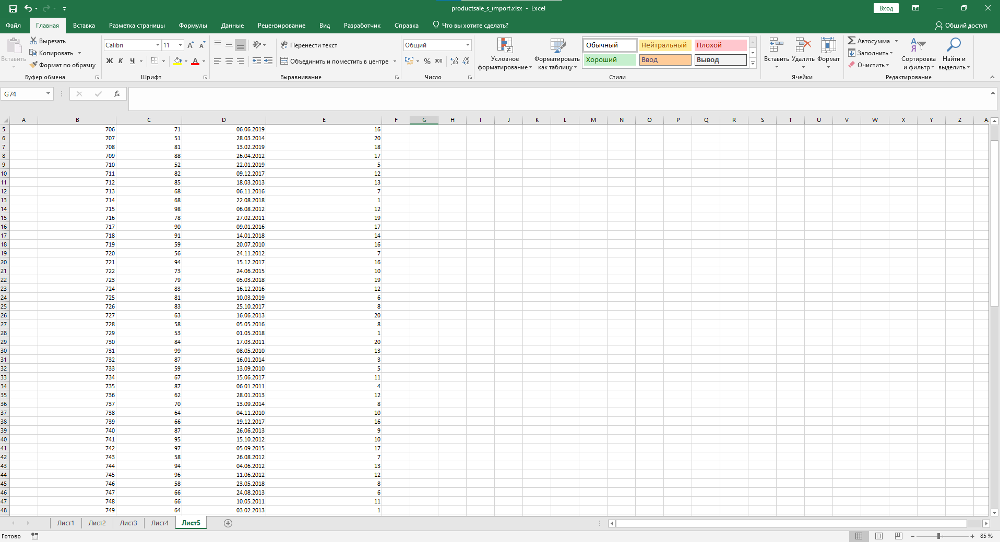 productsale_s_import.xlsx - Excel
Вход
Файл Главная Вставка Разметка страницы Формулы Данные Рецензирование Вид Разработчик Справка Что вы хотите сделать? Общий доступ
Вставить
Вырезать
Копировать
Формат по образцу
Буфер обмена
Calibri 11
Ж К Ч
Шрифт
Перенести текст
Объединить и поместить в центре
Выравнивание
Общий
% 000
Число
Условное форматирование
Форматировать как таблицу
Обычный Нейтральный Плохой
Хороший Ввод Вывод
Стили
Вставить Удалить Формат
Ячейки
Автосумма
Заполнить
Очистить
Сортировка и фильтр
Найти и выделить
Редактирование
G74 fx
A B C D E F G H I J K L M N O P Q R S T U V W X Y Z A
5 706 71 06.06.2019 16
6 707 51 28.03.2014 20
7 708 81 13.02.2019 18
8 709 88 26.04.2012 17
9 710 52 22.01.2019 5
10 711 82 09.12.2017 12
11 712 85 18.03.2013 13
12 713 68 06.11.2016 7
13 714 68 22.08.2018 1
14 715 98 06.08.2012 12
15 716 78 27.02.2011 19
16 717 90 09.01.2016 17
17 718 91 14.01.2018 14
18 719 59 20.07.2010 16
19 720 56 24.11.2012 7
20 721 94 15.12.2017 16
21 722 73 24.06.2015 10
22 723 79 05.03.2018 19
23 724 83 16.12.2016 12
24 725 81 10.03.2019 6
25 726 83 25.10.2017 8
26 727 63 16.06.2013 20
27 728 58 05.05.2016 8
28 729 53 01.05.2018 1
29 730 84 17.03.2011 20
30 731 99 08.05.2010 13
31 732 87 16.01.2014 3
32 733 59 13.09.2010 5
33 734 67 15.06.2017 11
34 735 87 06.01.2011 4
35 736 62 28.01.2013 12
36 737 70 13.09.2014 8
37 738 64 04.11.2010 10
38 739 66 19.12.2017 16
39 740 87 26.06.2013 9
40 741 95 15.10.2012 10
41 742 97 05.09.2015 17
42 743 58 26.08.2012 7
43 744 94 04.06.2012 13
44 745 96 11.06.2012 12
45 746 58 23.05.2018 8
46 747 66 24.08.2013 6
47 748 66 10.05.2011 11
48 749 64 03.02.2013 1
Лист1 Лист2 Лист3 Лист4 Лист5
Готово 85 %